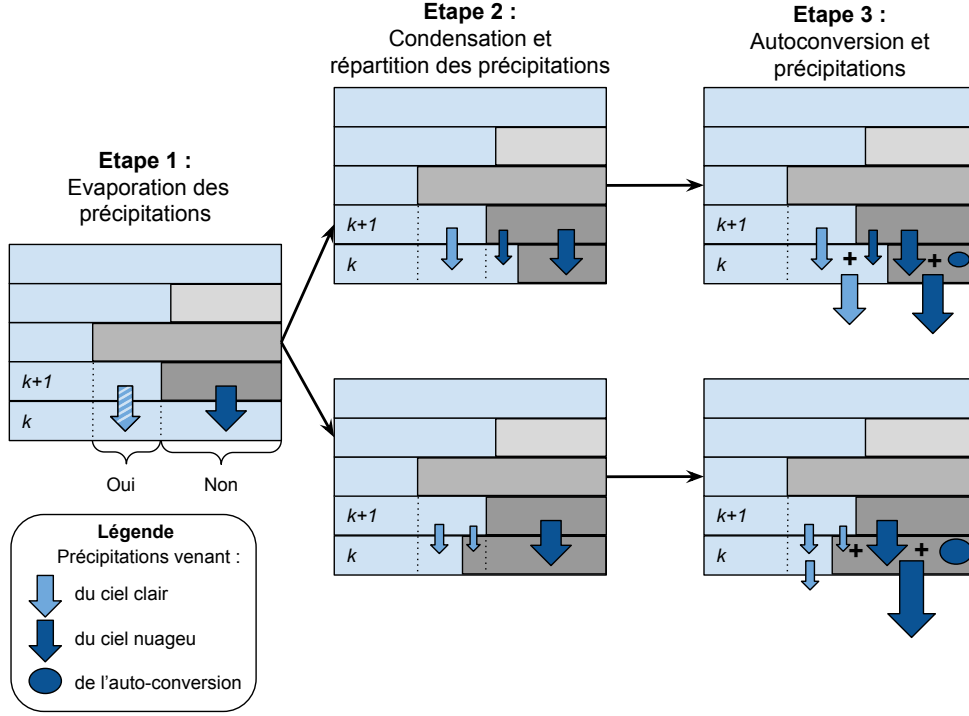 Etape 1 :
Evaporation des
précipitations
k+1
k
Oui
Non
Légende
Précipitations venant :
du ciel clair
du ciel nuageu
de l'auto-conversion
Etape 2 :
Condensation et
répartition des précipitations
k+1
k
k+1
k
Etape 3 :
Autoconversion et
précipitations
k+1
k
+
+
k+1
k
+
+